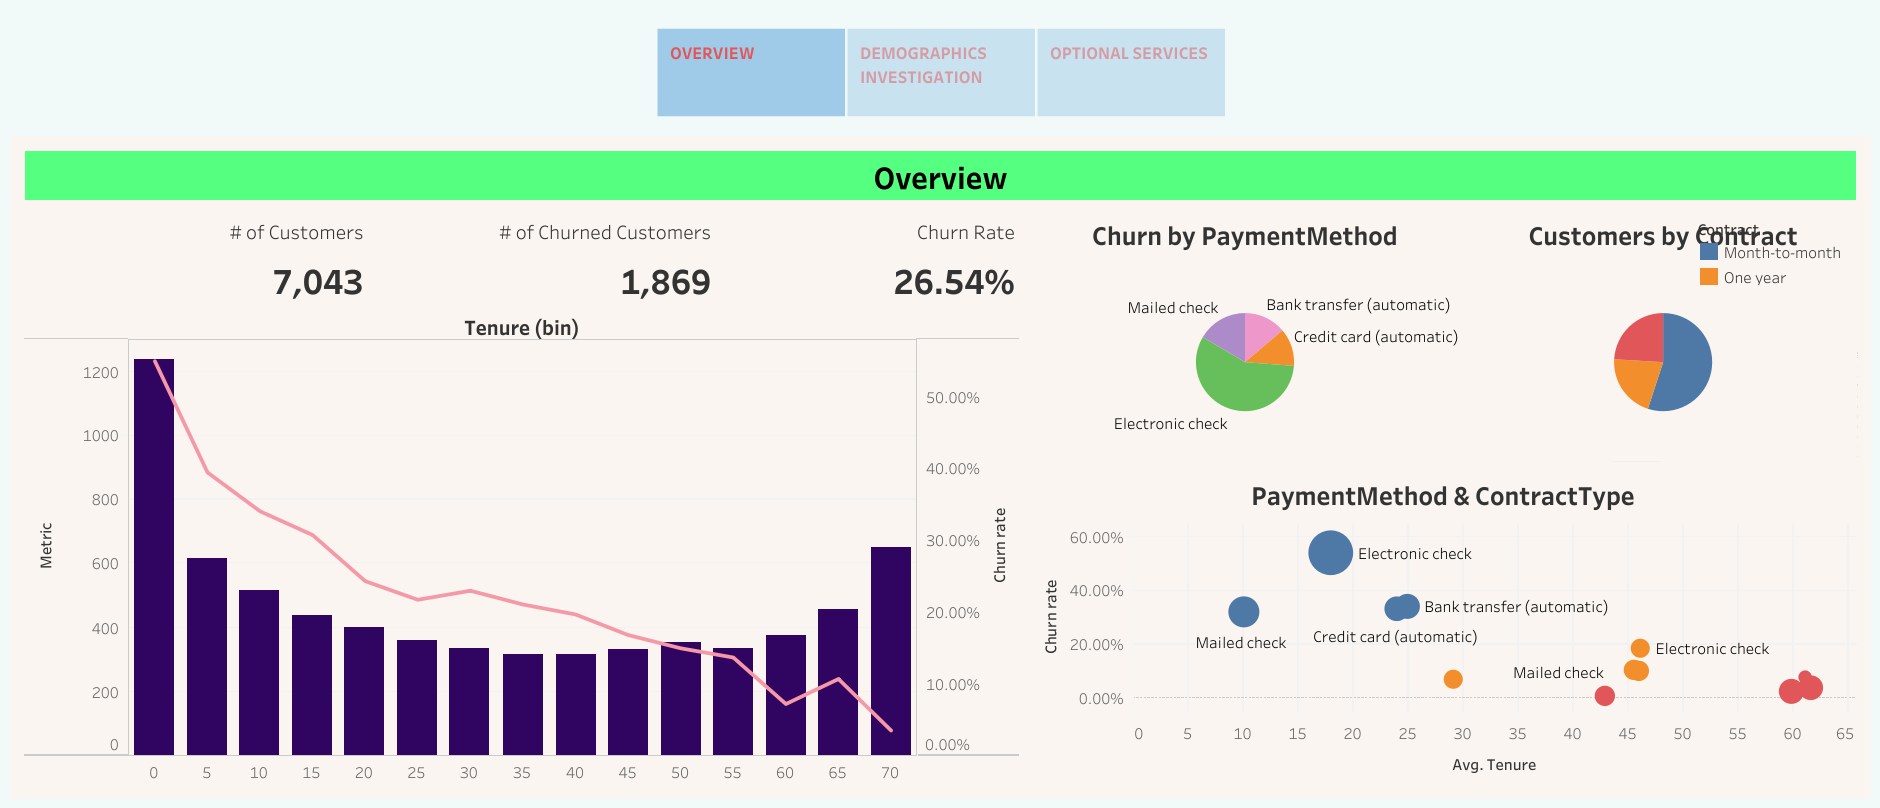 OVERVIEW
DEMOGRAPHICS
INVESTIGATION
OPTIONAL SERVICES
Overview
# of Customers
7,043
# of Churned Customers
1,869
Churn Rate
26.54%
Tenure (bin)
Metric
1200
1000
800
600
400
200
0
50.00%
40.00%
30.00%
20.00%
10.00%
0.00%
Churn rate
0 5 10 15 20 25 30 35 40 45 50 55 60 65 70
Churn by PaymentMethod
Mailed check
Bank transfer (automatic)
Credit card (automatic)
Electronic check
Customers by Contract
Contract
Month-to-month
One year
PaymentMethod & ContractType
Churn rate
60.00%
40.00%
20.00%
0.00%
Electronic check
Bank transfer (automatic)
Mailed check
Credit card (automatic)
Electronic check
Mailed check
0 5 10 15 20 25 30 35 40 45 50 55 60 65
Avg. Tenure